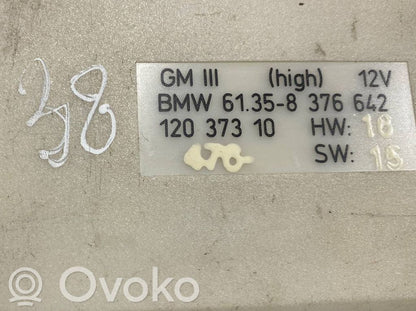 38
GM III (high) 12V
BMW 61.35-8 376 642
120 373 10 HW: 18
SW: 15
Ovoko